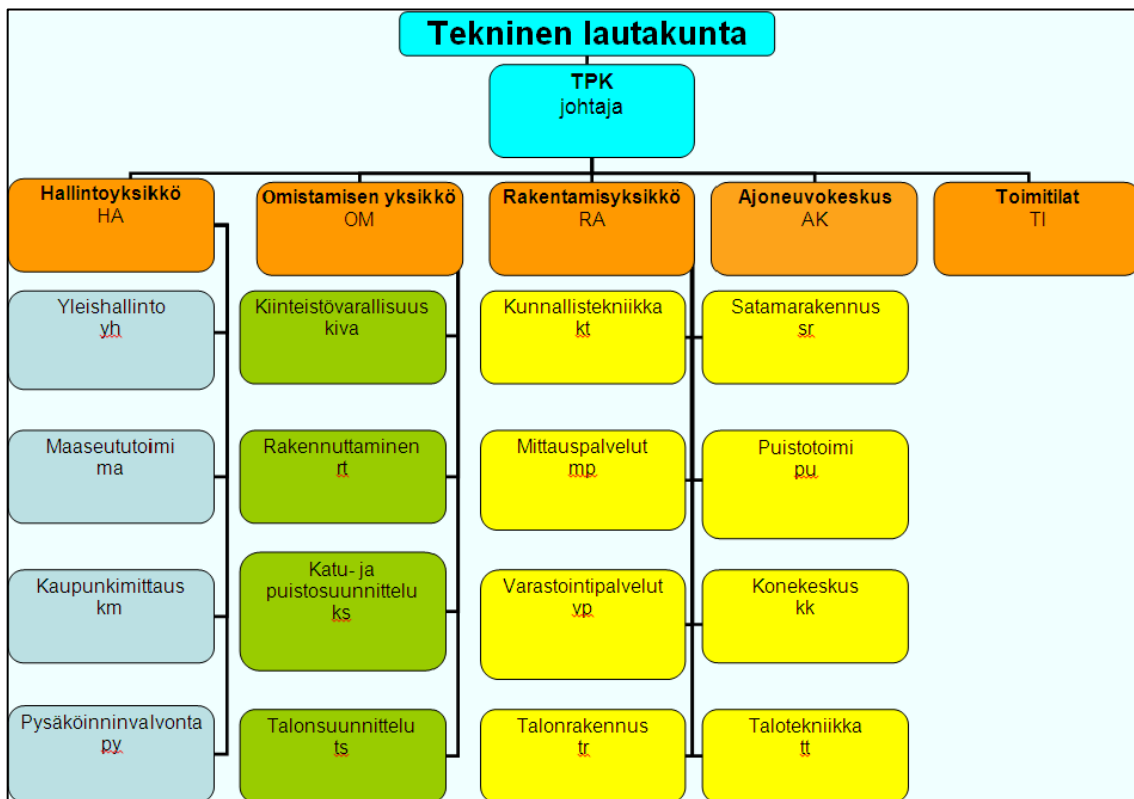 Tekninen lautakunta
TPK
johtaja
Hallintoyksikkö
HA
Omistamisen yksikkö
OM
Rakentamisyksikkö
RA
Ajoneuvokeskus
AK
Toimitilat
TI
Yleishallinto
yh
Kiinteistövarallisuus
kiva
Kunnallistekniikka
kt
Satamarakennus
sr
Maaseututoimi
ma
Rakennuttaminen
rt
Mittauspalvelut
mp
Puistotoimi
pu
Kaupunkimittaus
km
Katu- ja
puistosuunnittelu
ks
Varastointipalvelut
vp
Konekeskus
kk
Pysäköinninvalvonta
py
Talonsuunnittelu
ts
Talonrakennus
tr
Talotekniikka
tt